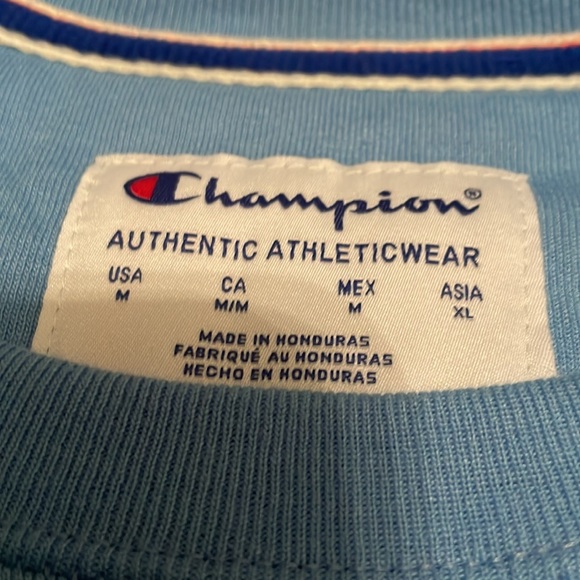 Champion®
AUTHENTIC ATHLETICWEAR
USA CA MEX ASIA
M M/M M XL
MADE IN HONDURAS
FABRIQUÉ AU HONDURAS
HECHO EN HONDURAS